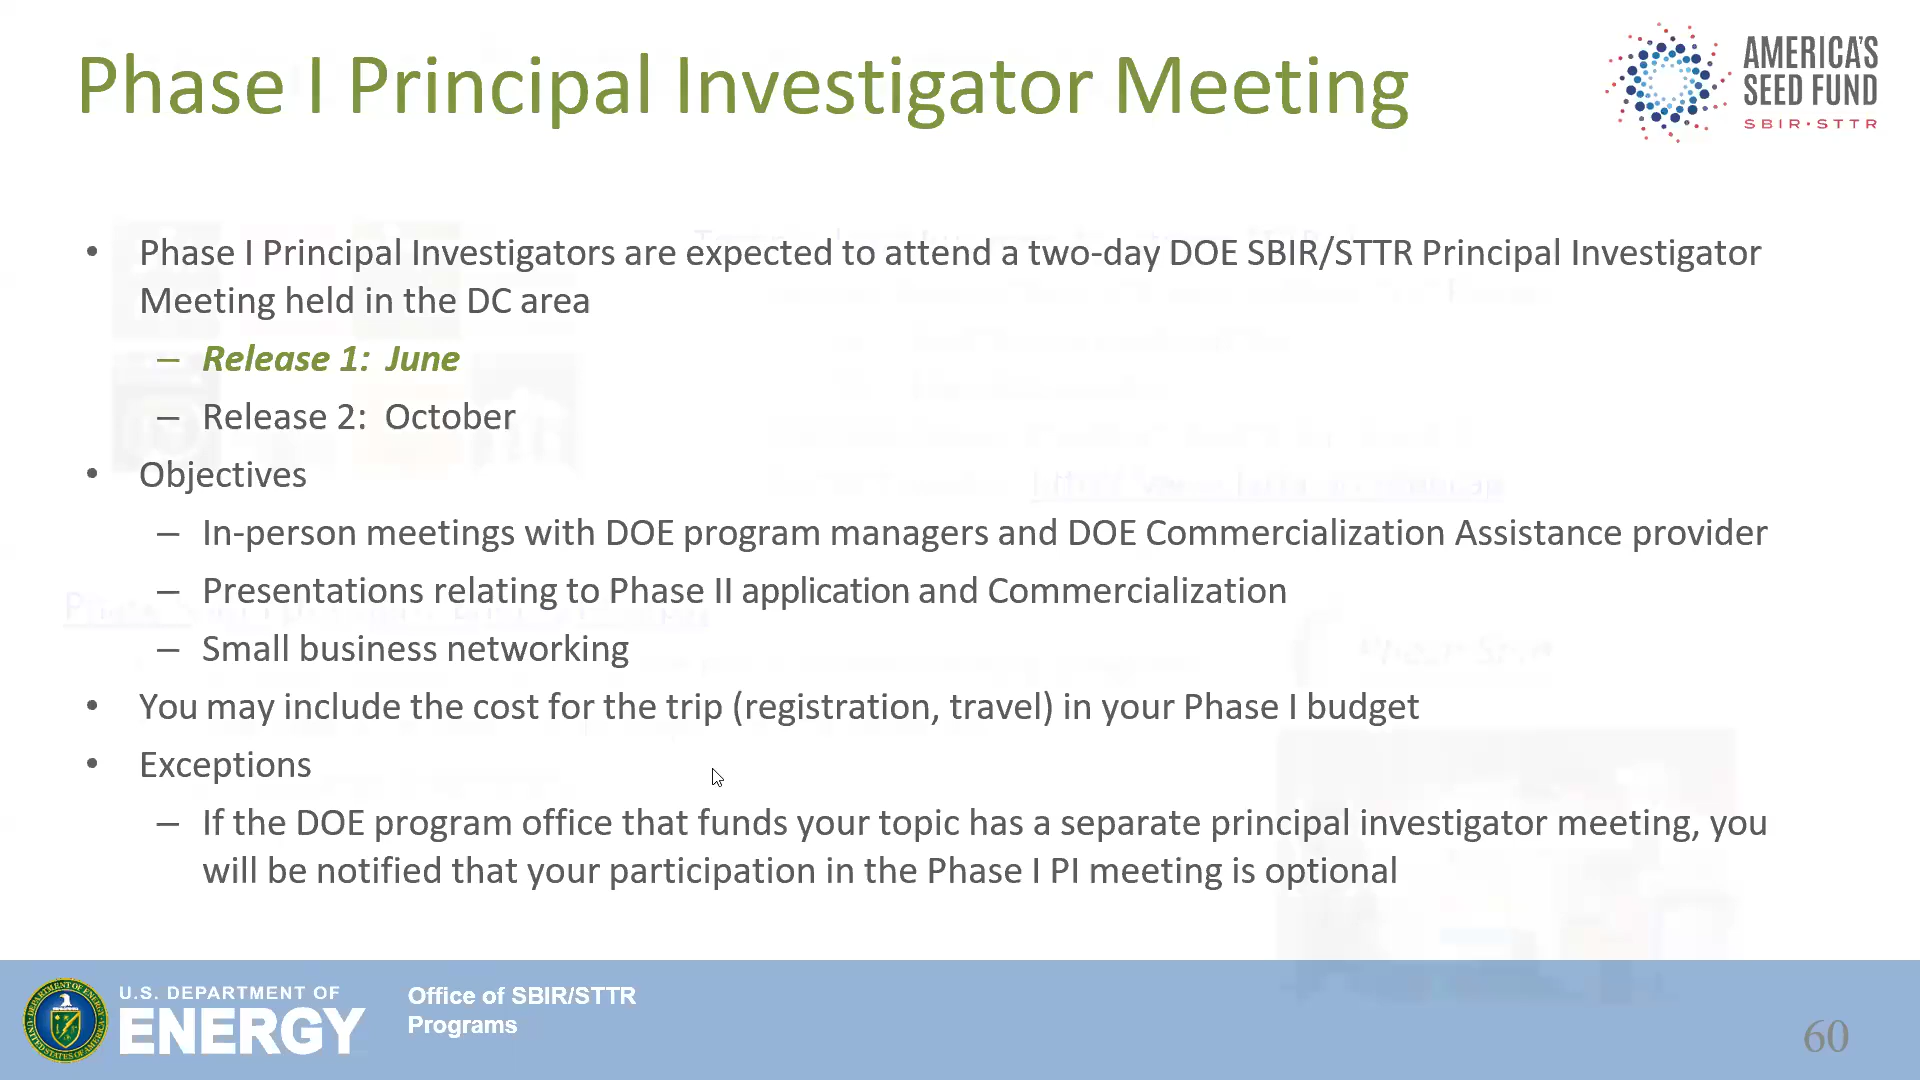 Phase I Principal Investigator Meeting
AMERICA'S
SEED FUND
SBIR·STTR
• Phase I Principal Investigators are expected to attend a two-day DOE SBIR/STTR Principal Investigator
Meeting held in the DC area
– Release 1: June
– Release 2: October
• Objectives
– In-person meetings with DOE program managers and DOE Commercialization Assistance provider
– Presentations relating to Phase II application and Commercialization
– Small business networking
• You may include the cost for the trip (registration, travel) in your Phase I budget
• Exceptions
– If the DOE program office that funds your topic has a separate principal investigator meeting, you
will be notified that your participation in the Phase I PI meeting is optional
U.S. DEPARTMENT OF
ENERGY
Office of SBIR/STTR
Programs
60